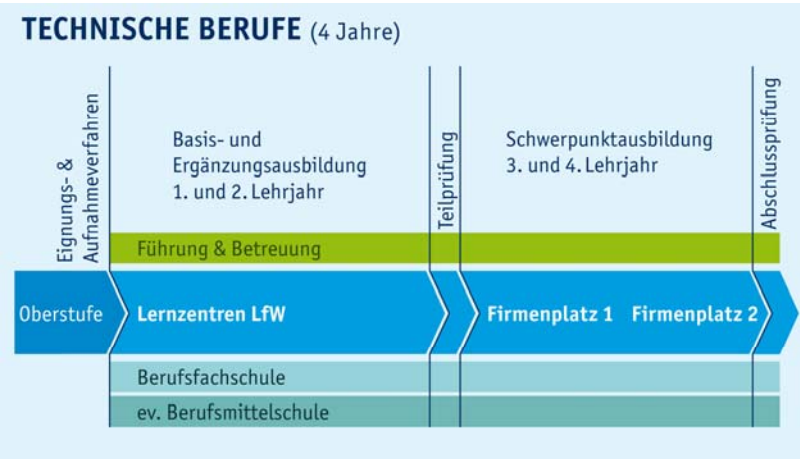 TECHNISCHE BERUFE (4 Jahre)
Eignungs- &
Aufnahmeverfahren
Basis- und
Ergänzungsausbildung
1. und 2. Lehrjahr
Teilprüfung
Schwerpunktausbildung
3. und 4. Lehrjahr
Abschlussprüfung
Führung & Betreuung
Oberstufe
Lernzentren LfW
Firmenplatz 1
Firmenplatz 2
Berufsfachschule
ev. Berufsmittelschule